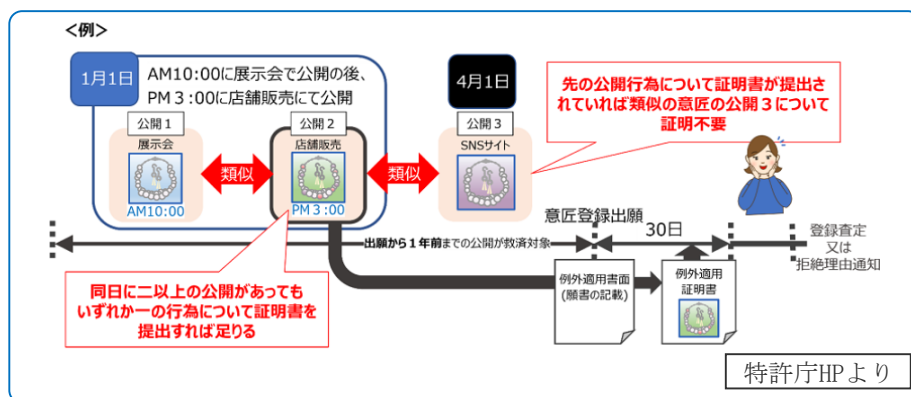 <例>
1月1日
AM10:00に展示会で公開の後、
PM3:00に店舗販売にて公開
4月1日
先の公開行為について証明書が提出さ
れていれば類似の意匠の公開3について
証明不要
公開1
展示会
AM10:00
類似
公開2
店舗販売
PM3:00
類似
公開3
SNSサイト
意匠登録出願
出願から1年前までの公開が救済対象
30日
登録査定
又は
拒絶理由通知
同日に二以上の公開があっても
いずれか一の行為について証明書を
提出すれば足りる
例外適用書面
(願書の記載)
例外適用
証明書
特許庁HPより